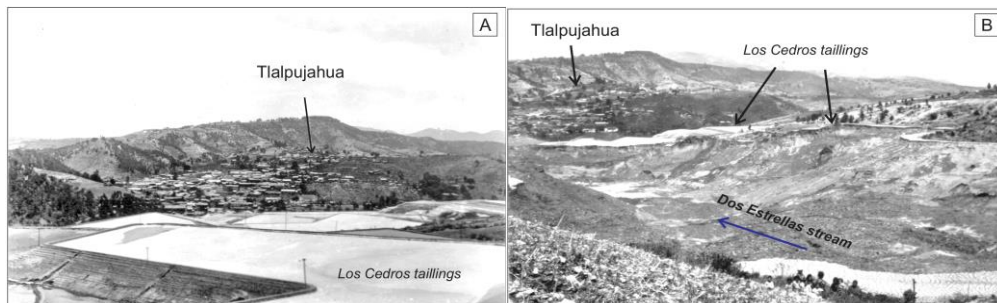 A
Tlalpujahua
Los Cedros taillings
B
Tlalpujahua
Los Cedros taillings
Dos Estrellas stream